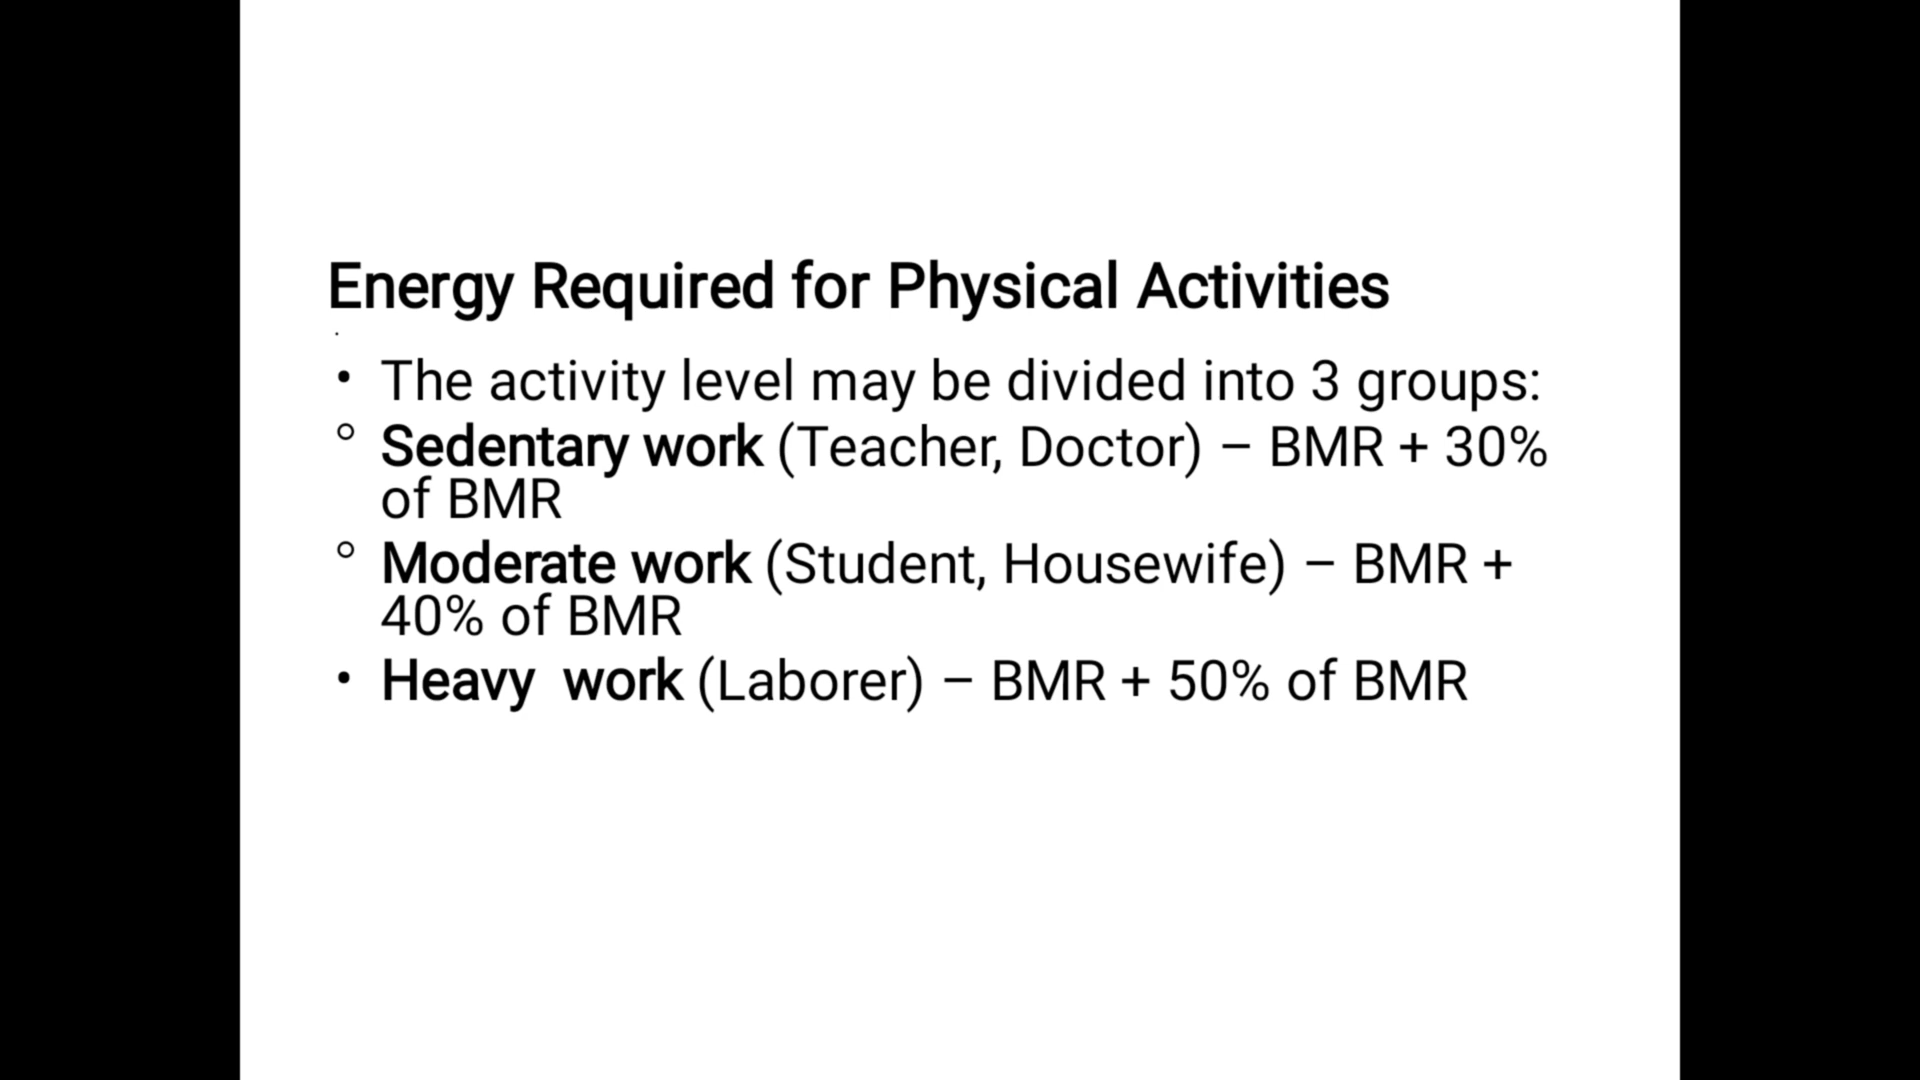 Energy Required for Physical Activities
• The activity level may be divided into 3 groups:
○ Sedentary work (Teacher, Doctor) – BMR + 30%
of BMR
○ Moderate work (Student, Housewife) – BMR +
40% of BMR
• Heavy  work (Laborer) – BMR + 50% of BMR